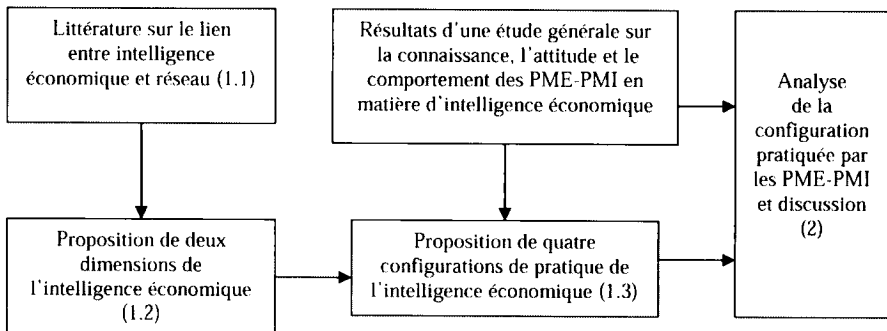 Littérature sur le lien
entre intelligence
économique et réseau (1.1)
Résultats d'une étude générale sur
la connaissance, l'attitude et le
comportement des PME-PMI en
matière d'intelligence économique
Analyse
de la
configuration
pratiquée par
les PME-PMI
et discussion
(2)
Proposition de deux
dimensions de
l'intelligence économique
(1.2)
Proposition de quatre
configurations de pratique de
l'intelligence économique (1.3)